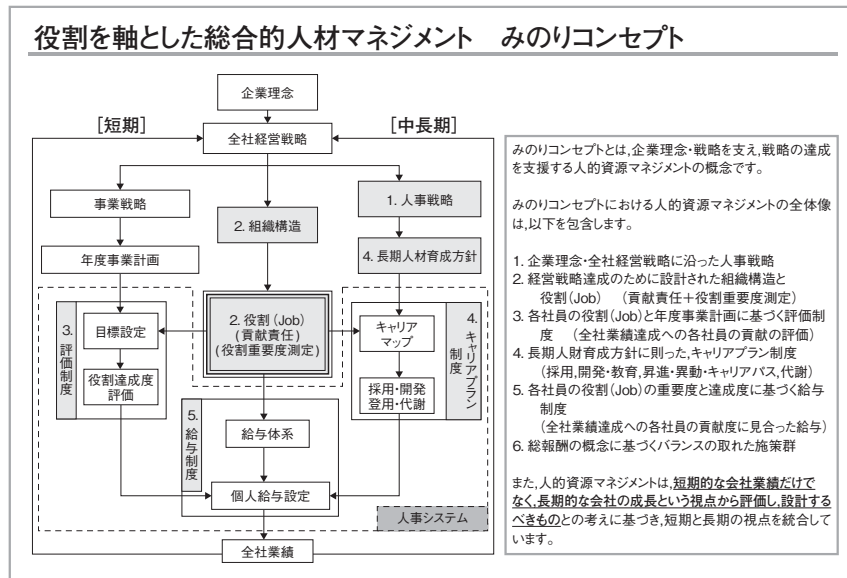 役割を軸とした総合的人材マネジメント　みのりコンセプト
企業理念
[短期]
[中長期]
全社経営戦略
事業戦略
2. 組織構造
1. 人事戦略
年度事業計画
4. 長期人材育成方針
3. 評価制度
目標設定
役割達成度
評価
2. 役割（Job）
(貢献責任)
(役割重要度測定)
キャリア
マップ
採用・開発
登用・代謝
4. キャリアプラン
制度
5. 給与制度
給与体系
個人給与設定
人事システム
全社業績
みのりコンセプトとは，企業理念・戦略を支え，戦略の達成
を支援する人的資源マネジメントの概念です。
みのりコンセプトにおける人的資源マネジメントの全体像
は，以下を包含します。
1. 企業理念・全社経営戦略に沿った人事戦略
2. 経営戦略達成のために設計された組織構造と
役割（Job）　（貢献責任＋役割重要度測定）
3. 各社員の役割（Job）と年度事業計画に基づく評価制
度　（全社業績達成への各社員の貢献の評価）
4. 長期人財育成方針に則った，キャリアプラン制度
（採用，開発・教育，昇進・異動・キャリアパス，代謝）
5. 各社員の役割（Job）の重要度と達成度に基づく給与
制度
（全社業績達成への各社員の貢献度に見合った給与）
6. 総報酬の概念に基づくバランスの取れた施策群
また，人的資源マネジメントは，短期的な会社業績だけで
なく，長期的な会社の成長という視点から評価し，設計する
べきものとの考えに基づき，短期と長期の視点を統合して
います。